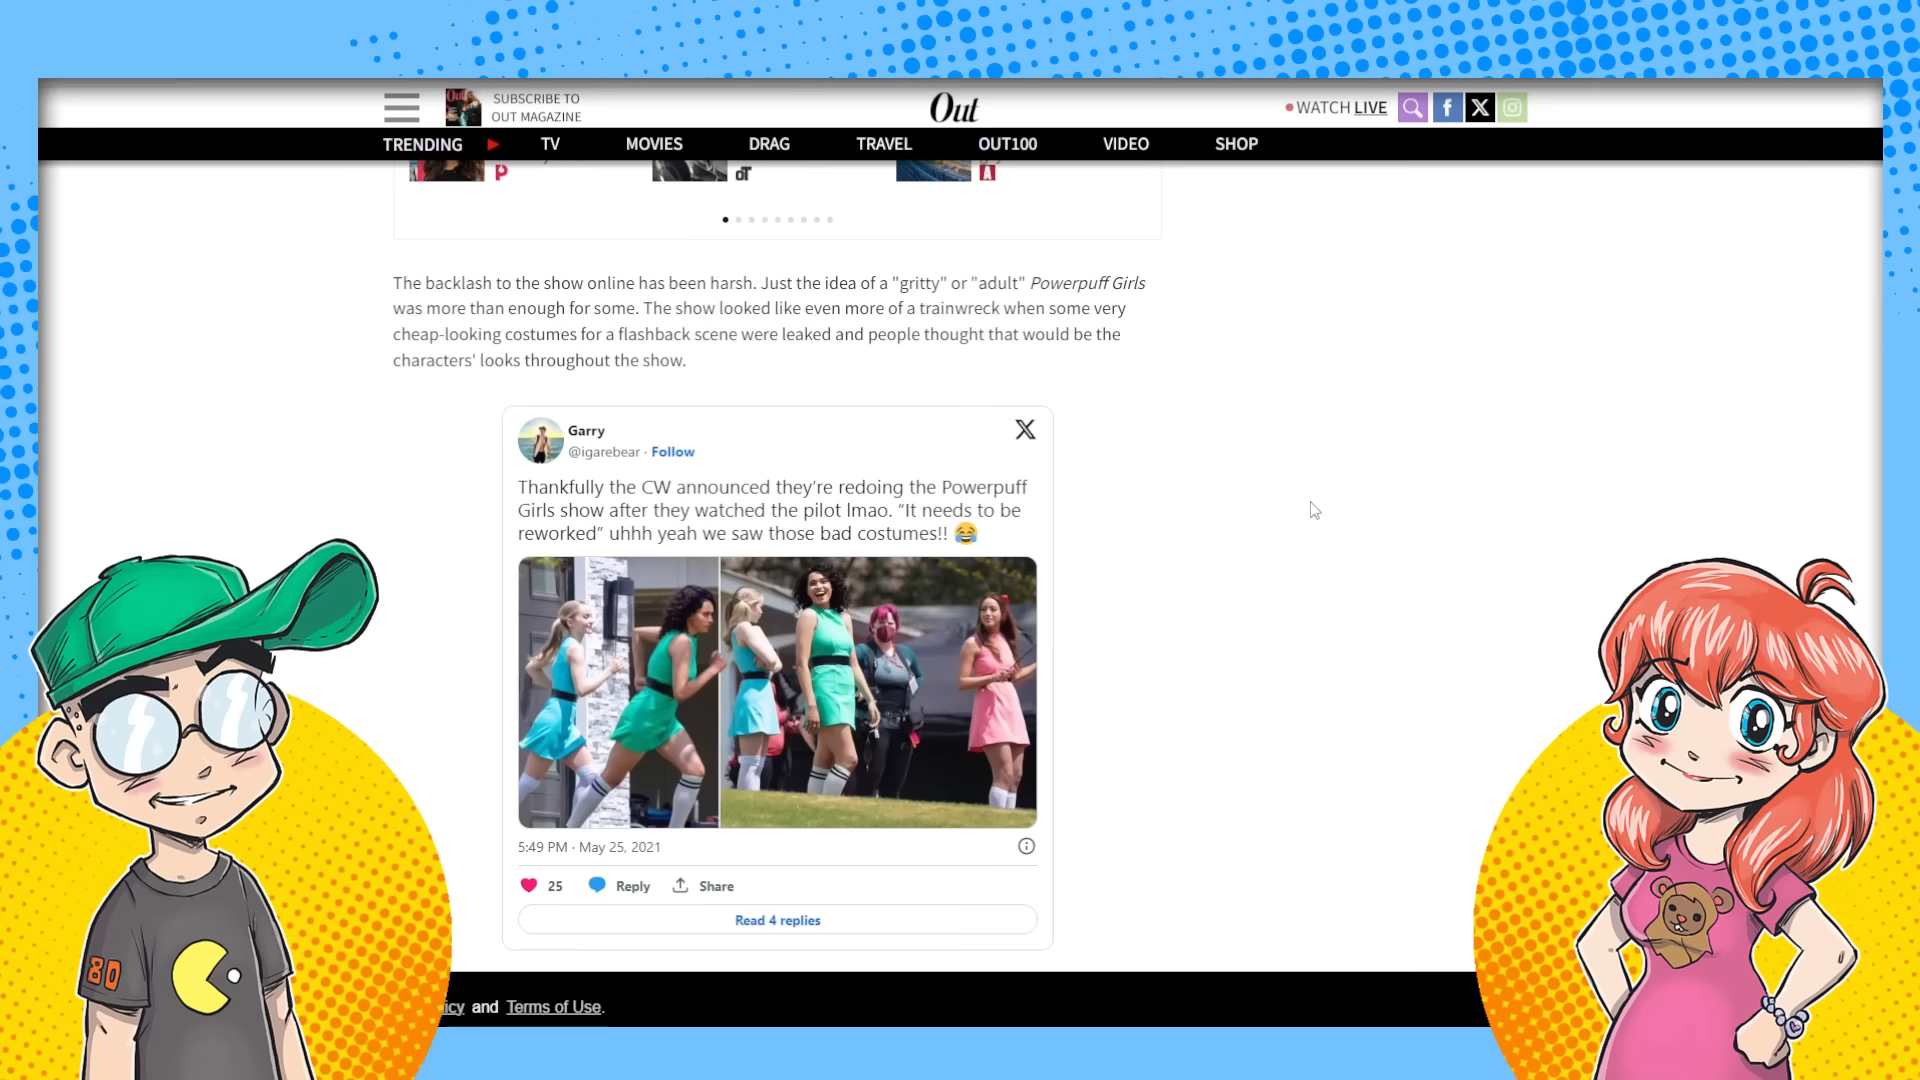 SUBSCRIBE TO
OUT MAGAZINE
Out
WATCH LIVE
f
X
TRENDING TV MOVIES DRAG TRAVEL OUT100 VIDEO SHOP
P
OT
A
The backlash to the show online has been harsh. Just the idea of a "gritty" or "adult" Powerpuff Girls
was more than enough for some. The show looked like even more of a trainwreck when some very
cheap-looking costumes for a flashback scene were leaked and people thought that would be the
characters' looks throughout the show.
Garry
@igarebear · Follow
X
Thankfully the CW announced they’re redoing the Powerpuff
Girls show after they watched the pilot lmao. “It needs to be
reworked” uhhh yeah we saw those bad costumes!! 😂
5:49 PM · May 25, 2021
25 Reply Share
Read 4 replies
icy and Terms of Use.
80